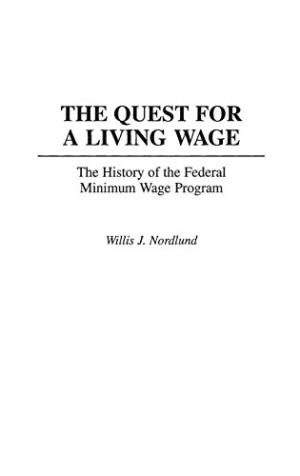 THE QUEST FOR
A LIVING WAGE
The History of the Federal
Minimum Wage Program
Willis J. Nordlund